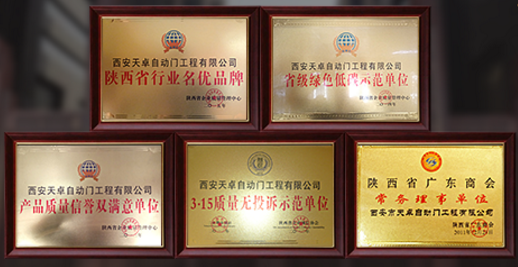 西安天卓自动门工程有限公司
陕西省行业名优品牌
西安天卓自动门工程有限公司
省级绿色低碳示范单位
西安天卓自动门工程有限公司
产品质量信誉双满意单位
西安天卓自动门工程有限公司
3·15质量无投诉示范单位
陕西省广东商会
常务理事单位
西安市天卓自动门工程有限公司